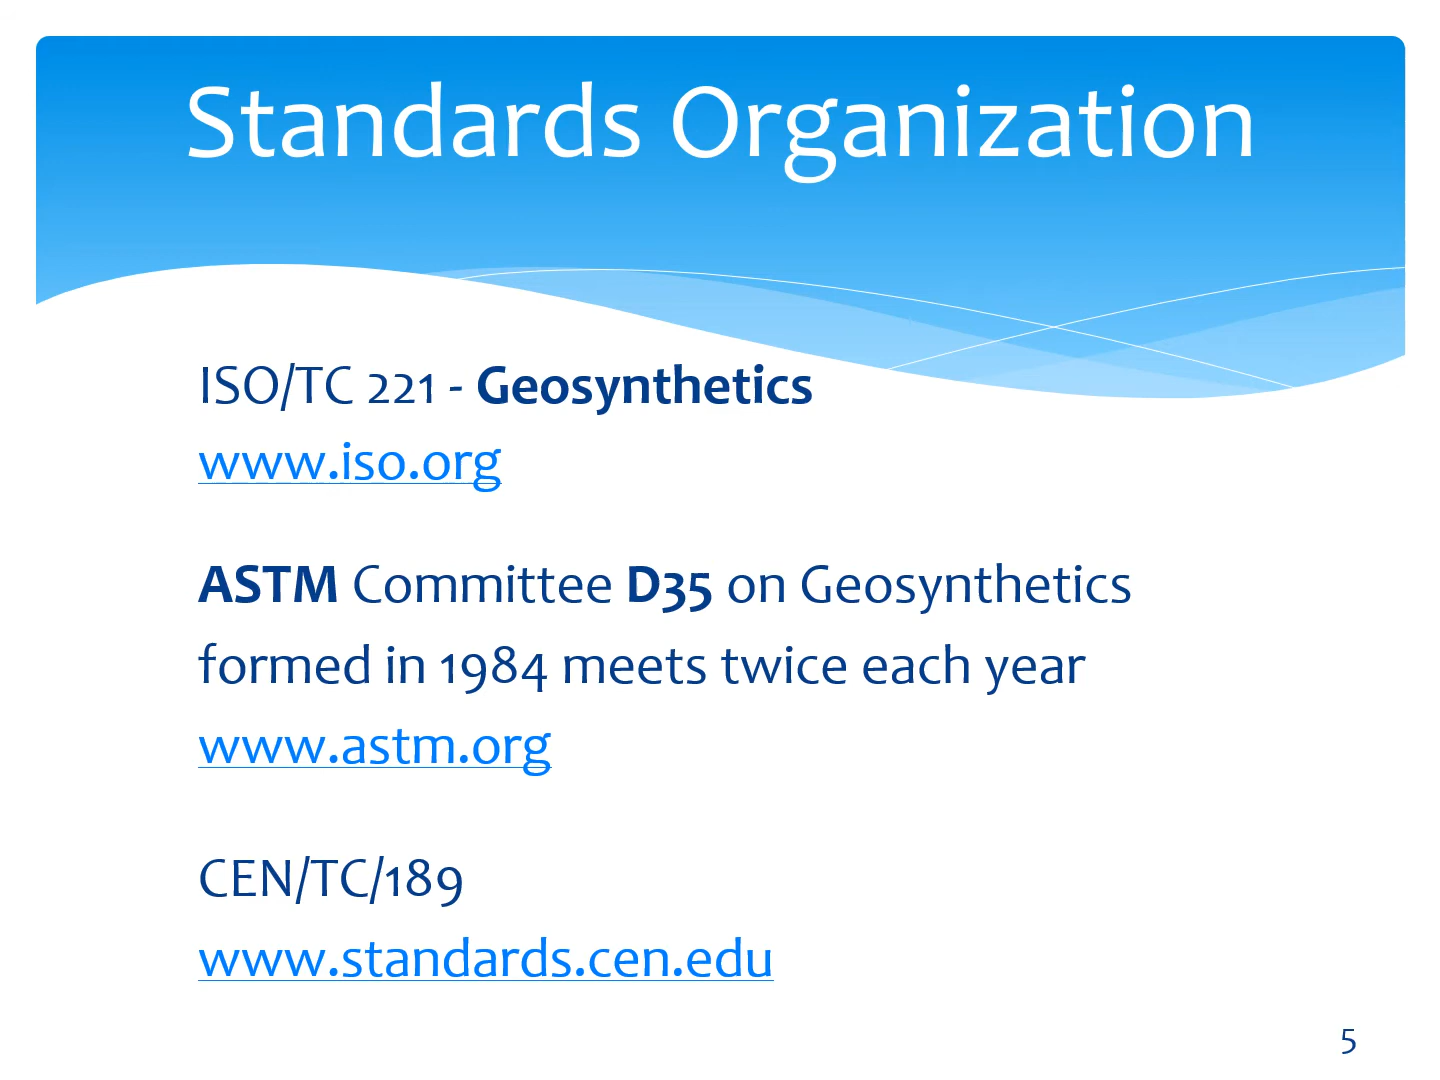 Standards Organization
ISO/TC 221 - Geosynthetics
www.iso.org
ASTM Committee D35 on Geosynthetics
formed in 1984 meets twice each year
www.astm.org
CEN/TC/189
www.standards.cen.edu
5